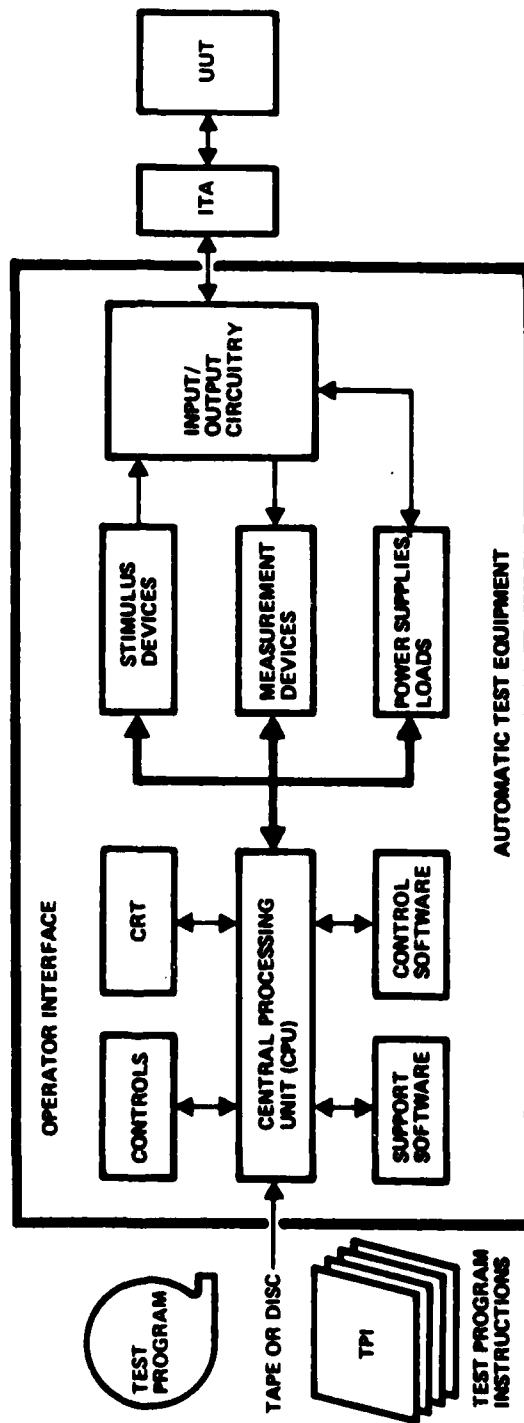 TEST
PROGRAM
TAPE OR DISC
TPI
TEST PROGRAM
INSTRUCTIONS
OPERATOR INTERFACE
CONTROLS
CRT
CENTRAL PROCESSING
UNIT (CPU)
SUPPORT
SOFTWARE
CONTROL
SOFTWARE
STIMULUS
DEVICES
MEASUREMENT
DEVICES
POWER SUPPLIES
LOADS
INPUT/
OUTPUT
CIRCUITRY
AUTOMATIC TEST EQUIPMENT
ITA
UUT